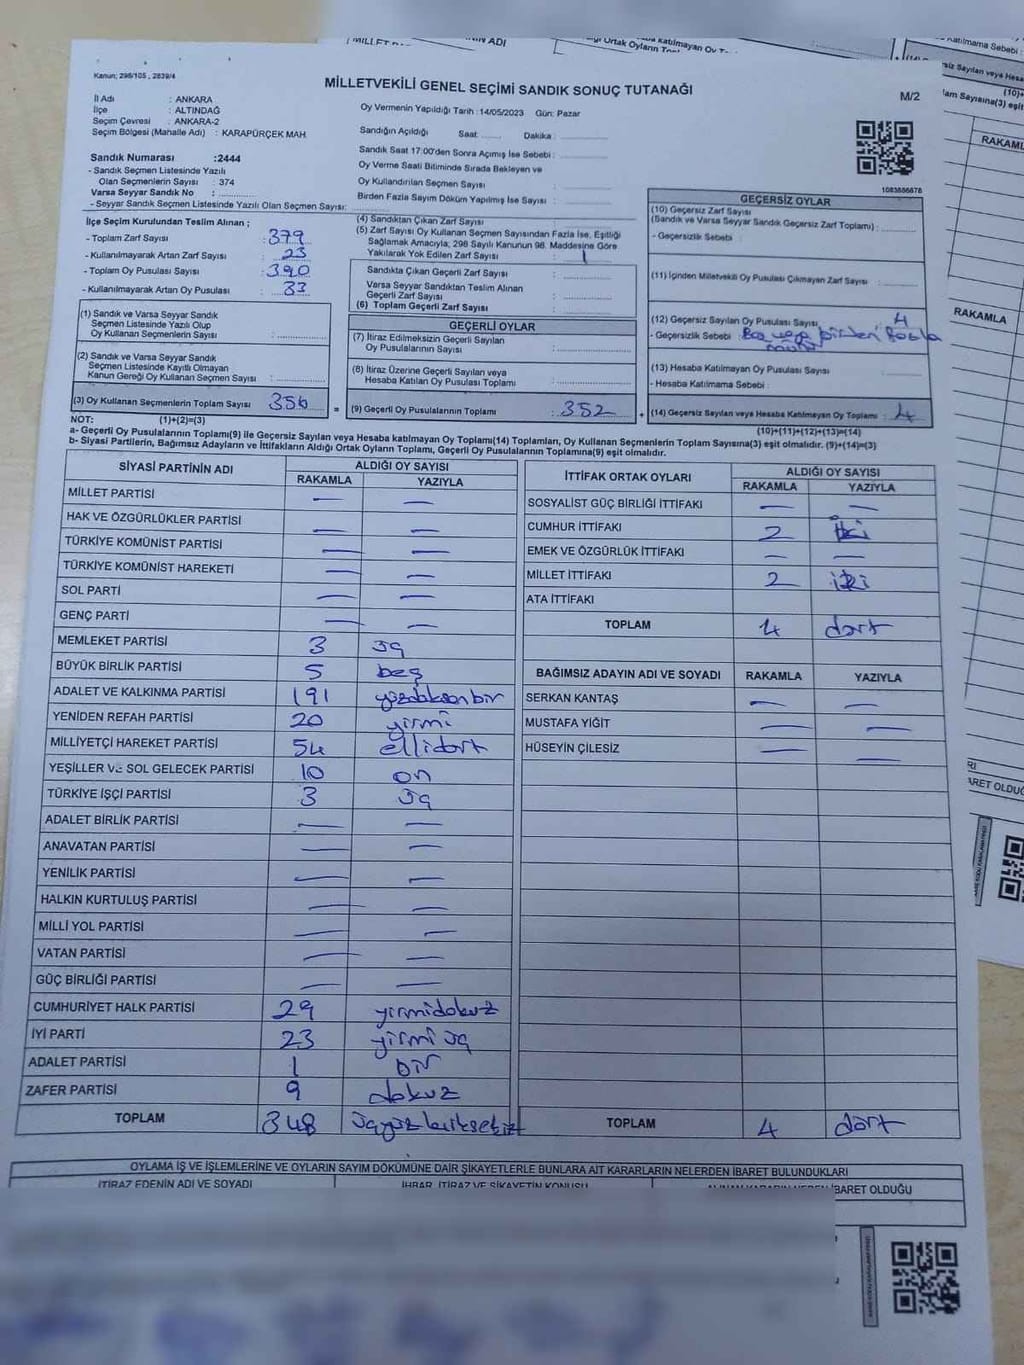 Kanun; 298/105 , 2839/4
MİLLETVEKİLİ GENEL SEÇİMİ SANDIK SONUÇ TUTANAĞI
M/2
İl Adı : ANKARA
İlçe : ALTINDAĞ
Seçim Çevresi : ANKARA-2
Seçim Bölgesi (Mahalle Adı) : KARAPÜRÇEK MAH.
Sandık Numarası :2444
- Sandık Seçmen Listesinde Yazılı
Olan Seçmenlerin Sayısı : 374
Varsa Seyyar Sandık No :
- Seyyar Sandık Seçmen Listesinde Yazılı Olan Seçmen Sayısı:
Oy Vermenin Yapıldığı Tarih : 14/05/2023 Gün: Pazar
Sandığın Açıldığı Saat: Dakika :
Sandık Saat 17:00'den Sonra Açımış İse Sebebi :
Oy Verme Saati Bitiminde Sırada Bekleyen ve
Oy Kullandırılan Seçmen Sayısı :
Birden Fazla Sayım Döküm Yapılmış İse Sayısı :
1083886878
İlçe Seçim Kurulundan Teslim Alınan ;
- Toplam Zarf Sayısı : 379
- Kullanılmayarak Artan Zarf Sayısı : 23
- Toplam Oy Pusulası Sayısı : 390
- Kullanılmayarak Artan Oy Pusulası : 33
(4) Sandıktan Çıkan Zarf Sayısı :
(5) Zarf Sayısı Oy Kullanan Seçmen Sayısından Fazla İse, Eşitliği
Sağlamak Amacıyla, 298 Sayılı Kanunun 98. Maddesine Göre
Yakılarak Yok Edilen Zarf Sayısı : 1
Sandıkta Çıkan Geçerli Zarf Sayısı :
Varsa Seyyar Sandıktan Teslim Alınan
Geçerli Zarf Sayısı :
(6) Toplam Geçerli Zarf Sayısı :
GEÇERSİZ OYLAR
(10) Geçersiz Zarf Sayısı
(Sandık ve Varsa Seyyar Sandık Geçersiz Zarf Toplamı) :
- Geçersizlik Sebebi :
(11) İçinden Milletvekili Oy Pusulası Çıkmayan Zarf Sayısı :
(12) Geçersiz Sayılan Oy Pusulası Sayısı : 4
- Geçersizlik Sebebi : Boş veya birden fazla
mühür
(13) Hesaba Katılmayan Oy Pusulası Sayısı :
- Hesaba Katılmama Sebebi :
(14) Geçersiz Sayılan veya Hesaba Katılmayan Oy Toplamı : 4
(10)+(11)+(12)+(13)=(14)
(1) Sandık ve Varsa Seyyar Sandık
Seçmen Listesinde Yazılı Olup
Oy Kullanan Seçmenlerin Sayısı :
(2) Sandık ve Varsa Seyyar Sandık
Seçmen Listesinde Kayıtlı Olmayan
Kanun Gereği Oy Kullanan Seçmen Sayısı :
(3) Oy Kullanan Seçmenlerin Toplam Sayısı : 356
GEÇERLİ OYLAR
(7) İtiraz Edilmeksizin Geçerli Sayılan
Oy Pusulalarının Sayısı :
(8) İtiraz Üzerine Geçerli Sayılan veya
Hesaba Katılan Oy Pusulası Toplamı :
= (9) Geçerli Oy Pusulalarının Toplamı : 352 +
NOT: (1)+(2)=(3)
a- Geçerli Oy Pusulalarının Toplamı(9) ile Geçersiz Sayılan veya Hesaba katılmayan Oy Toplamı(14) Toplamları, Oy Kullanan Seçmenlerin Toplam Sayısına(3) eşit olmalıdır. (9)+(14)=(3)
b- Siyasi Partilerin, Bağımsız Adayların ve İttifakların Aldığı Ortak Oyların Toplamı, Geçerli Oy Pusulalarının Toplamına(9) eşit olmalıdır.
SİYASİ PARTİNİN ADI ALDIĞI OY SAYISI
RAKAMLA YAZIYLA
MİLLET PARTİSİ — —
HAK VE ÖZGÜRLÜKLER PARTİSİ — —
TÜRKİYE KOMÜNİST PARTİSİ — —
TÜRKİYE KOMÜNİST HAREKETİ — —
SOL PARTİ — —
GENÇ PARTİ — —
MEMLEKET PARTİSİ 3 üç
BÜYÜK BİRLİK PARTİSİ 5 beş
ADALET VE KALKINMA PARTİSİ 191 yüzdoksanbir
YENİDEN REFAH PARTİSİ 20 yirmi
MİLLİYETÇİ HAREKET PARTİSİ 54 ellidört
YEŞİLLER VE SOL GELECEK PARTİSİ 10 on
TÜRKİYE İŞÇİ PARTİSİ 3 üç
ADALET BİRLİK PARTİSİ — —
ANAVATAN PARTİSİ — —
YENİLİK PARTİSİ — —
HALKIN KURTULUŞ PARTİSİ — —
MİLLİ YOL PARTİSİ — —
VATAN PARTİSİ — —
GÜÇ BİRLİĞİ PARTİSİ — —
CUMHURİYET HALK PARTİSİ 29 yirmidokuz
İYİ PARTİ 23 yirmi üç
ADALET PARTİSİ 1 bir
ZAFER PARTİSİ 9 dokuz
TOPLAM 348 üçyüzkırksekiz
İTTİFAK ORTAK OYLARI ALDIĞI OY SAYISI
RAKAMLA YAZIYLA
SOSYALİST GÜÇ BİRLİĞİ İTTİFAKI — —
CUMHUR İTTİFAKI 2 iki
EMEK VE ÖZGÜRLÜK İTTİFAKI — —
MİLLET İTTİFAKI 2 iki
ATA İTTİFAKI
TOPLAM 4 dört
BAĞIMSIZ ADAYIN ADI VE SOYADI RAKAMLA YAZIYLA
SERKAN KANTAŞ — —
MUSTAFA YİĞİT — —
HÜSEYİN ÇİLESİZ — —
TOPLAM 4 dört
OYLAMA İŞ VE İŞLEMLERİNE VE OYLARIN SAYIM DÖKÜMÜNE DAİR ŞİKAYETLERLE BUNLARA AİT KARARLARIN NELERDEN İBARET BULUNDUKLARI
İTİRAZ EDENİN ADI VE SOYADI İHBAR, İTİRAZ VE ŞİKAYETİN KONUSU ALINAN KARARIN NEDEN İBARET OLDUĞU
RAKAMLA
RAKAMLA